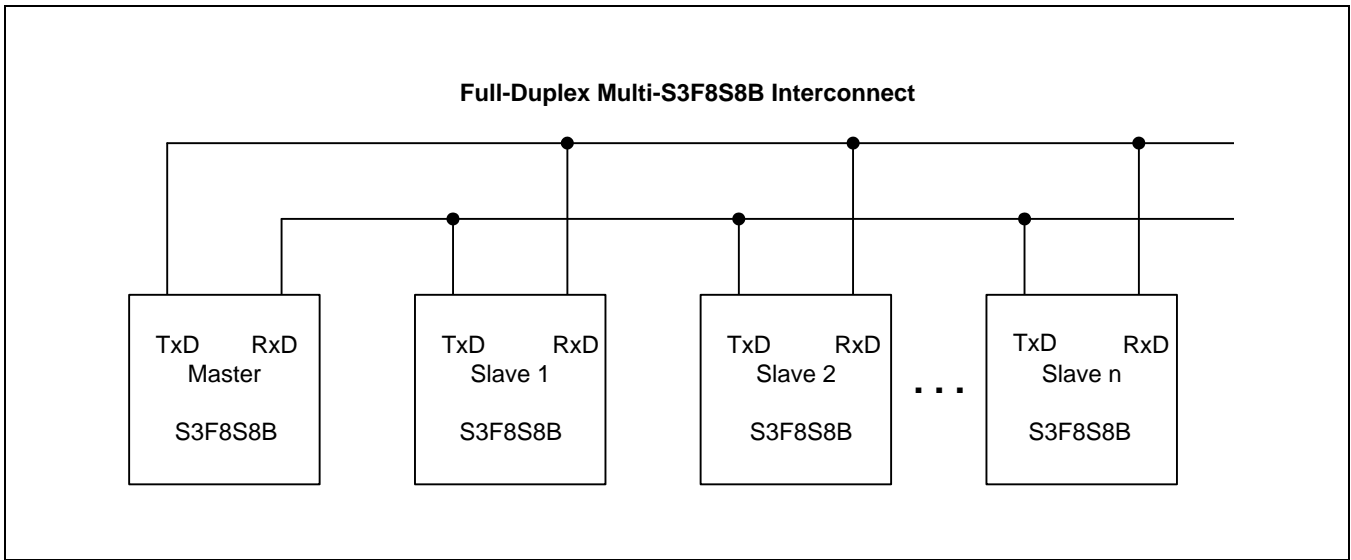 Full-Duplex Multi-S3F8S8B Interconnect
TxD RxD
Master
S3F8S8B
TxD RxD
Slave 1
S3F8S8B
TxD RxD
Slave 2
S3F8S8B
. . .
TxD RxD
Slave n
S3F8S8B